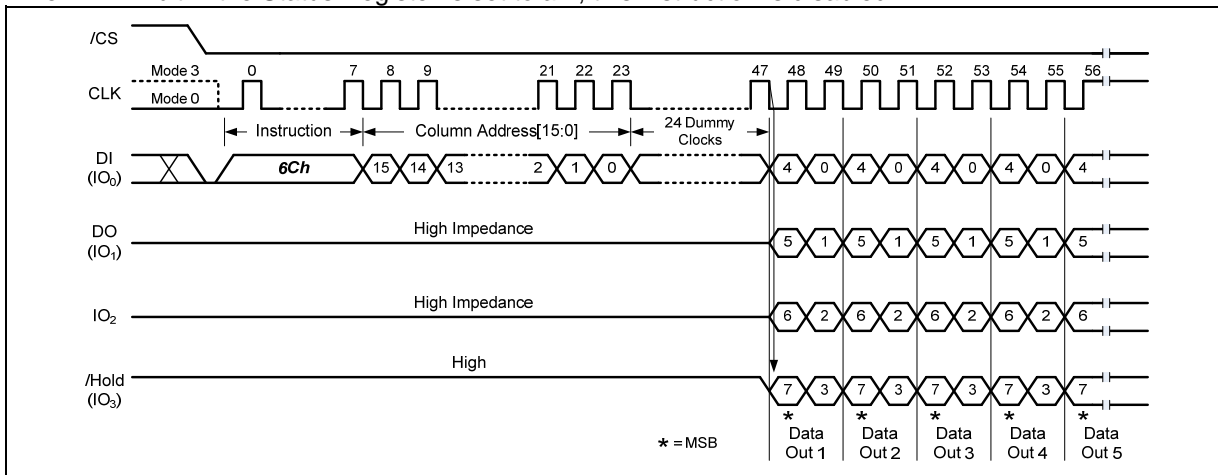 /CS
Mode 3 0 7 8 9 21 22 23 47 48 49 50 51 52 53 54 55 56
CLK
Mode 0
Instruction Column Address[15:0] 24 Dummy Clocks
DI (IO0) 6Ch 15 14 13 2 1 0 4 0 4 0 4 0 4 0 4
DO (IO1) High Impedance 5 1 5 1 5 1 5 1 5
IO2 High Impedance 6 2 6 2 6 2 6 2 6
High
/Hold (IO3) 7 3 7 3 7 3 7 3 7
* * * * *
* = MSB Data Out 1 Data Out 2 Data Out 3 Data Out 4 Data Out 5